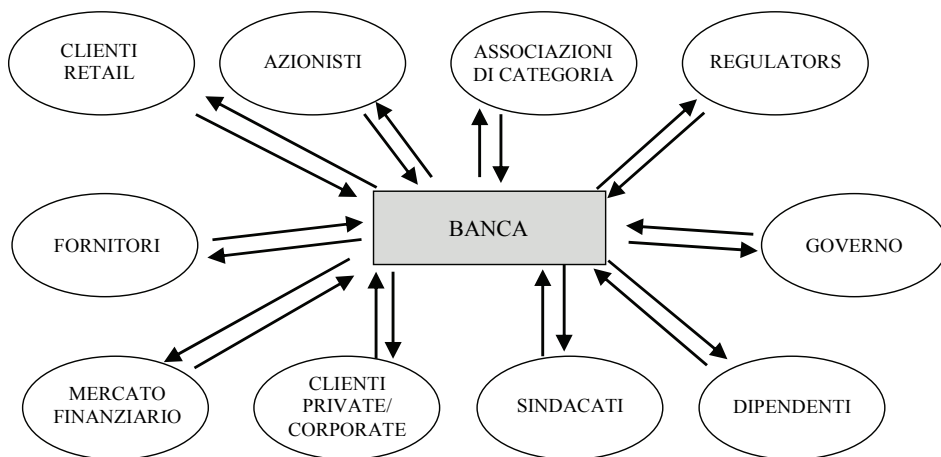 CLIENTI
RETAIL
AZIONISTI
ASSOCIAZIONI
DI CATEGORIA
REGULATORS
FORNITORI
BANCA
GOVERNO
MERCATO
FINANZIARIO
CLIENTI
PRIVATE/
CORPORATE
SINDACATI
DIPENDENTI